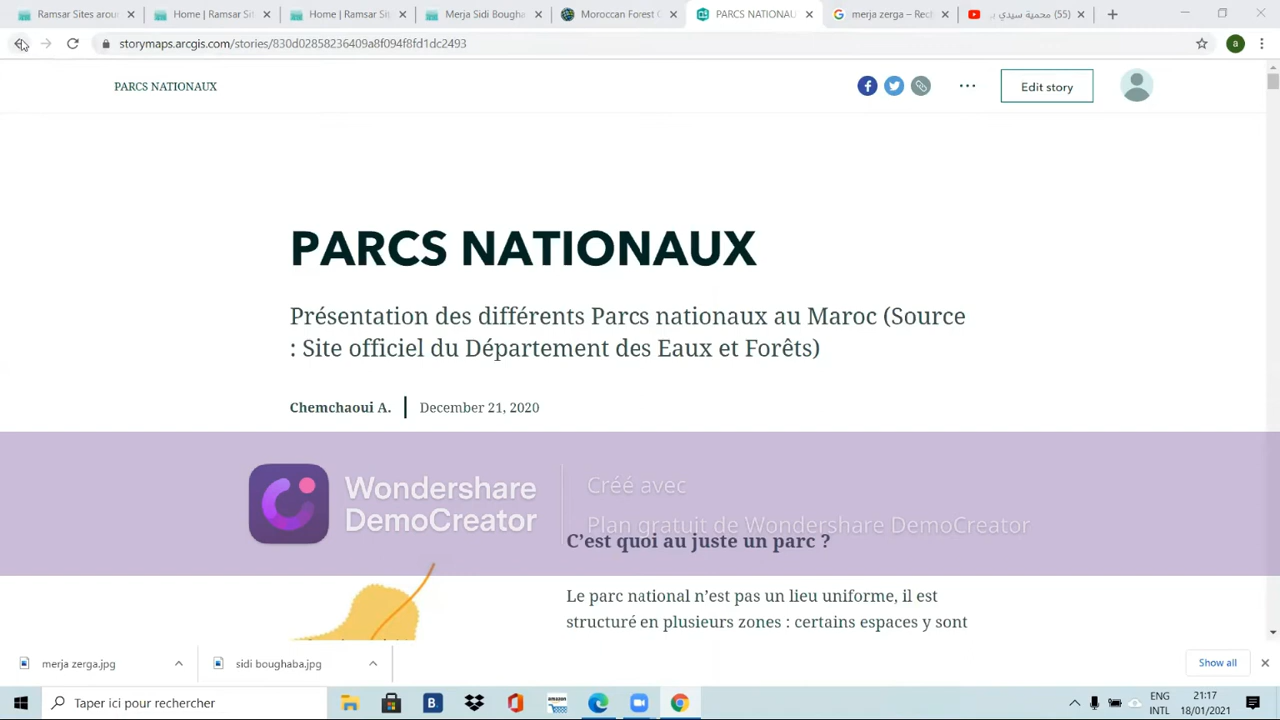 Ramsar Sites arou
Home | Ramsar Si
Home | Ramsar Si
Merja Sidi Bougha
Moroccan Forest
PARCS NATIONAU
merja zerga – Rec
(55) محمية سيدي
storymaps.arcgis.com/stories/830d02858236409a8f094f8fd1dc2493
a
PARCS NATIONAUX
Edit story
PARCS NATIONAUX
Présentation des différents Parcs nationaux au Maroc (Source
: Site officiel du Département des Eaux et Forêts)
Chemchaoui A.
December 21, 2020
Wondershare
DemoCreator
Créé avec
Plan gratuit de Wondershare DemoCreator
C'est quoi au juste un parc ?
Le parc national n'est pas un lieu uniforme, il est
structuré en plusieurs zones : certains espaces y sont
merja zerga.jpg
sidi boughaba.jpg
Show all
Taper ici pour rechercher
B.
amazon
ENG
INTL
21:17
18/01/2021